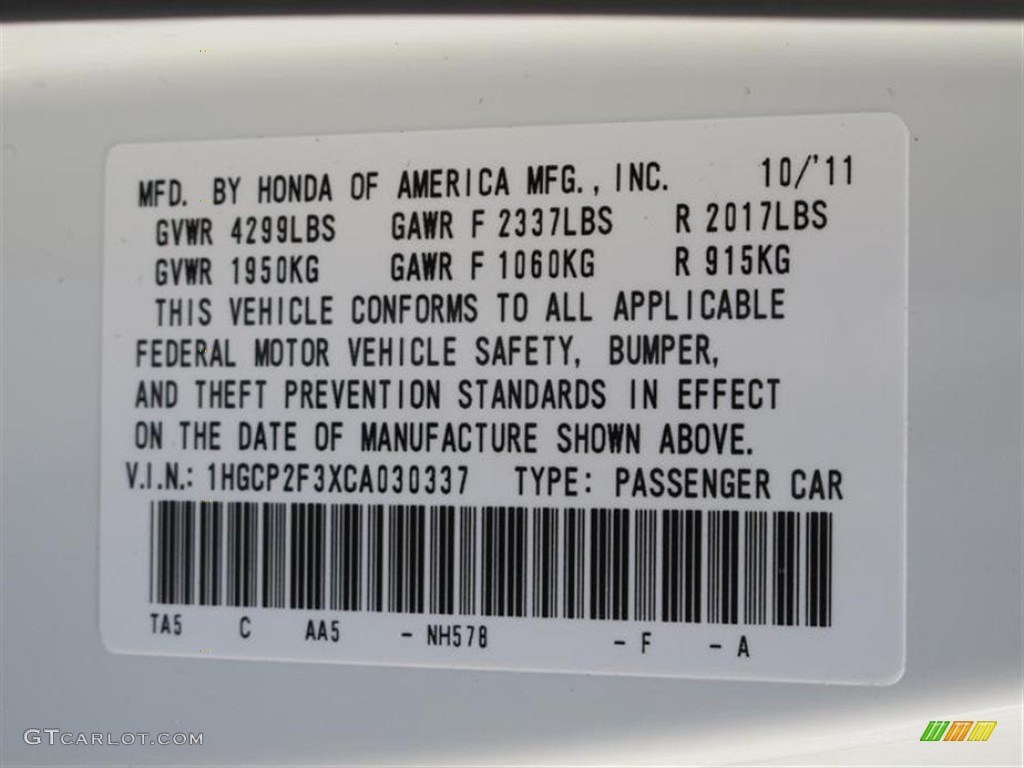 MFD. BY HONDA OF AMERICA MFG., INC. 10/'11
GVWR 4299LBS GAWR F 2337LBS R 2017LBS
GVWR 1950KG GAWR F 1060KG R 915KG
THIS VEHICLE CONFORMS TO ALL APPLICABLE
FEDERAL MOTOR VEHICLE SAFETY, BUMPER,
AND THEFT PREVENTION STANDARDS IN EFFECT
ON THE DATE OF MANUFACTURE SHOWN ABOVE.
V.I.N.: 1HGCP2F3XCA030337 TYPE: PASSENGER CAR
TA5 C AA5 - NH578 - F - A
GTCARLOT.COM